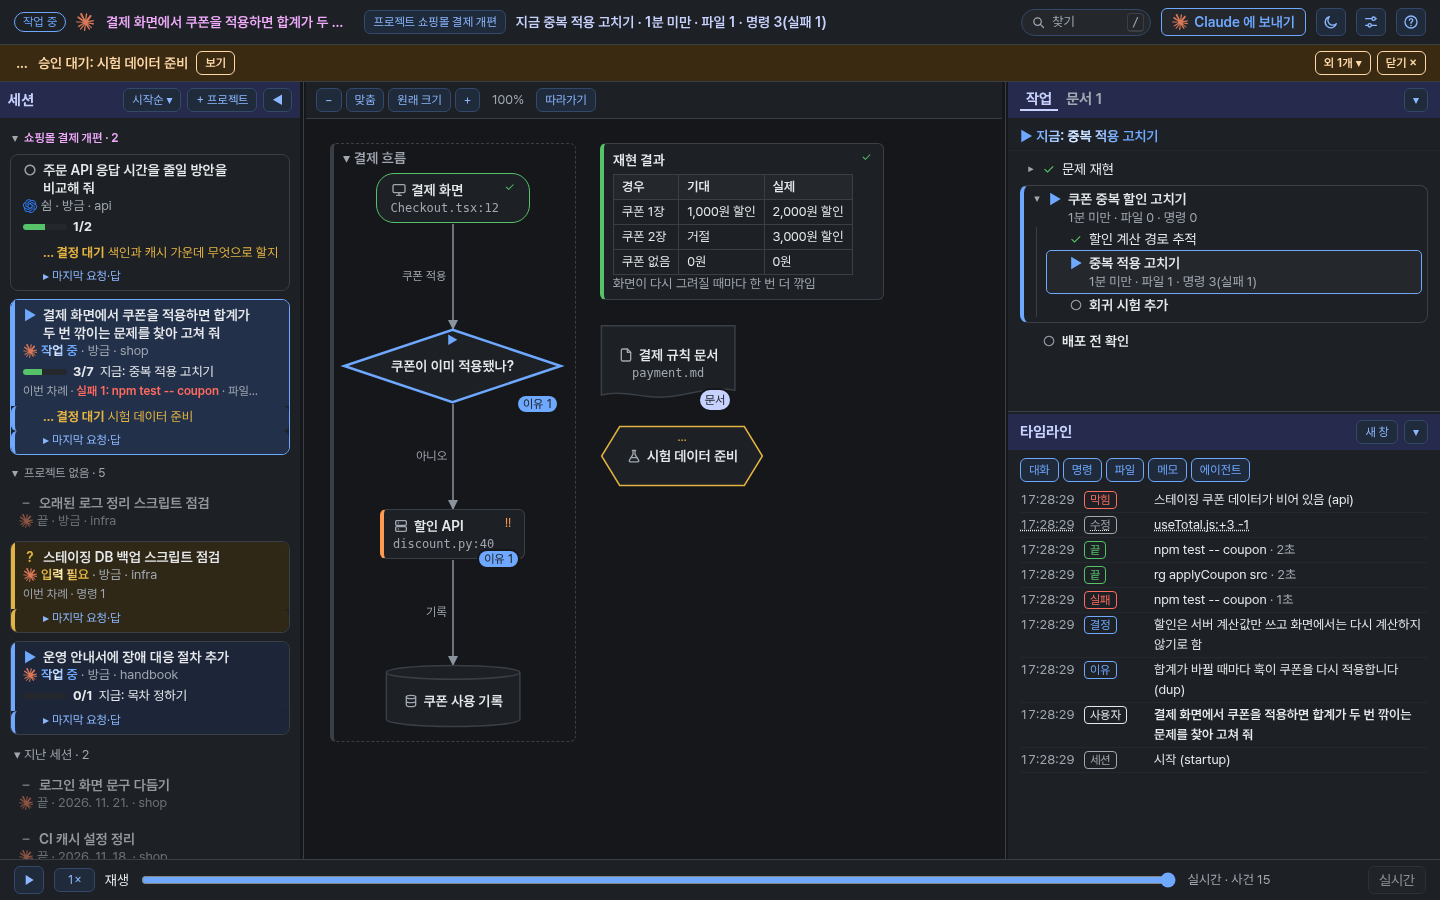 작업 중 결제 화면에서 쿠폰을 적용하면 합계가 두 ... 프로젝트 쇼핑몰 결제 개편 지금 중복 적용 고치기 · 1분 미만 · 파일 1 · 명령 3(실패 1) 찾기 / Claude 에 보내기
... 승인 대기: 시험 데이터 준비 보기 외 1개 ▾ 닫기 ×
세션 시작순 ▾ + 프로젝트 ◀
▾ 쇼핑몰 결제 개편 · 2
주문 API 응답 시간을 줄일 방안을
비교해 줘
쉼 · 방금 · api
1/2
... 결정 대기 색인과 캐시 가운데 무엇으로 할지
▸ 마지막 요청·답
결제 화면에서 쿠폰을 적용하면 합계가
두 번 깎이는 문제를 찾아 고쳐 줘
작업 중 · 방금 · shop
3/7 지금: 중복 적용 고치기
이번 차례 · 실패 1: npm test -- coupon · 파일...
... 결정 대기 시험 데이터 준비
▸ 마지막 요청·답
▾ 프로젝트 없음 · 5
– 오래된 로그 정리 스크립트 점검
끝 · 방금 · infra
? 스테이징 DB 백업 스크립트 점검
입력 필요 · 방금 · infra
이번 차례 · 명령 1
▸ 마지막 요청·답
운영 안내서에 장애 대응 절차 추가
작업 중 · 방금 · handbook
0/1 지금: 목차 정하기
▸ 마지막 요청·답
▾ 지난 세션 · 2
– 로그인 화면 문구 다듬기
끝 · 2026. 11. 21. · shop
– CI 캐시 설정 정리
끝 · 2026. 11. 18. · shop
− 맞춤 원래 크기 + 100% 따라가기
▾ 결제 흐름
결제 화면 ✓
Checkout.tsx:12
쿠폰 적용
쿠폰이 이미 적용됐나?
이유 1
아니오
할인 API !!
discount.py:40
이유 1
기록
쿠폰 사용 기록
재현 결과 ✓
경우 기대 실제
쿠폰 1장 1,000원 할인 2,000원 할인
쿠폰 2장 거절 3,000원 할인
쿠폰 없음 0원 0원
화면이 다시 그려질 때마다 한 번 더 깎임
결제 규칙 문서
payment.md
문서
...
시험 데이터 준비
작업 문서 1 ▾
▶ 지금: 중복 적용 고치기
▸ ✓ 문제 재현
▾ ▶ 쿠폰 중복 할인 고치기
1분 미만 · 파일 0 · 명령 0
✓ 할인 계산 경로 추적
▶ 중복 적용 고치기
1분 미만 · 파일 1 · 명령 3(실패 1)
회귀 시험 추가
배포 전 확인
타임라인 새 창 ▾
대화 명령 파일 메모 에이전트
17:28:29 막힘 스테이징 쿠폰 데이터가 비어 있음 (api)
17:28:29 수정 useTotal.js:+3 -1
17:28:29 끝 npm test -- coupon · 2초
17:28:29 끝 rg applyCoupon src · 2초
17:28:29 실패 npm test -- coupon · 1초
17:28:29 결정 할인은 서버 계산값만 쓰고 화면에서는 다시 계산하지
않기로 함
17:28:29 이유 합계가 바뀔 때마다 훅이 쿠폰을 다시 적용합니다
(dup)
17:28:29 사용자 결제 화면에서 쿠폰을 적용하면 합계가 두 번 깎이는
문제를 찾아 고쳐 줘
17:28:29 세션 시작 (startup)
▶ 1× 재생 실시간 · 사건 15 실시간